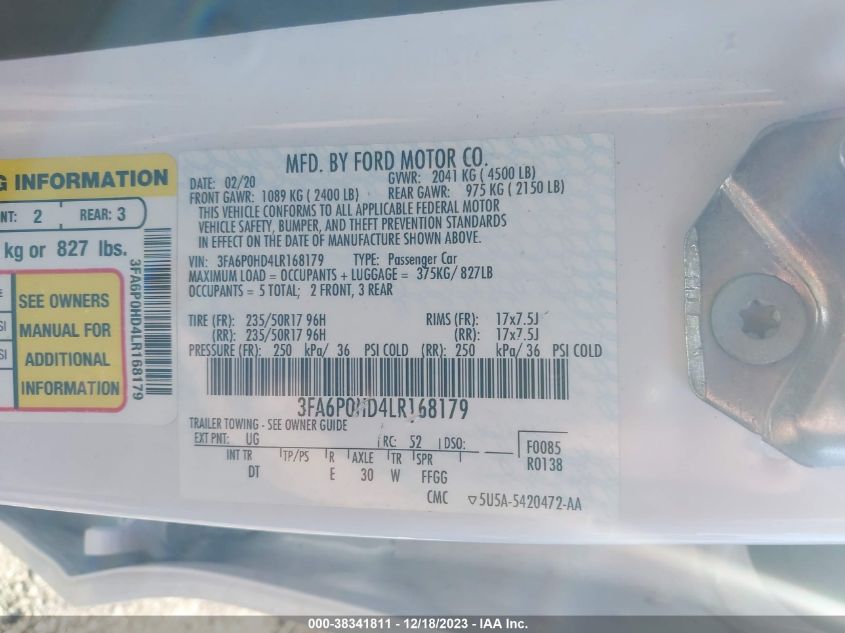 G INFORMATION
NT: 2 REAR: 3
kg or 827 lbs.
SEE OWNERS
MANUAL FOR
ADDITIONAL
INFORMATION
3FA6P0HD4LR168179
MFD. BY FORD MOTOR CO.
DATE: 02/20 GVWR: 2041 KG ( 4500 LB)
FRONT GAWR: 1089 KG ( 2400 LB) REAR GAWR: 975 KG ( 2150 LB)
THIS VEHICLE CONFORMS TO ALL APPLICABLE FEDERAL MOTOR
VEHICLE SAFETY, BUMPER, AND THEFT PREVENTION STANDARDS
IN EFFECT ON THE DATE OF MANUFACTURE SHOWN ABOVE.
VIN: 3FA6P0HD4LR168179 TYPE: Passenger Car
MAXIMUM LOAD = OCCUPANTS + LUGGAGE = 375KG/ 827LB
OCCUPANTS = 5 TOTAL; 2 FRONT, 3 REAR
TIRE (FR): 235/50R17 96H RIMS (FR): 17x7.5J
(RR): 235/50R17 96H (RR): 17x7.5J
PRESSURE (FR): 250 kPa/ 36 PSI COLD (RR): 250 kPa/ 36 PSI COLD
3FA6P0HD4LR168179
TRAILER TOWING - SEE OWNER GUIDE
EXT PNT: UG RC: 52 DSO:
F0085
R0138
INT TR TP/PS R AXLE TR SPR
DT E 30 W FFGG
CMC 5U5A-5420472-AA
000-38341811 - 12/18/2023 - IAA Inc.